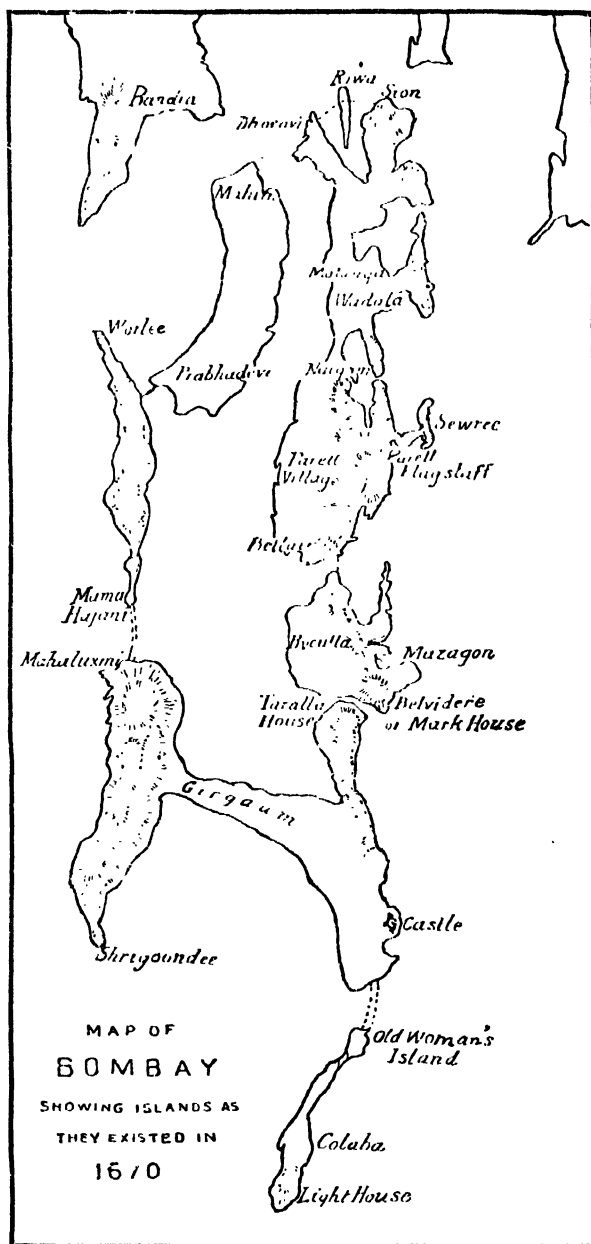 Bandra
Riwa
Sion
Dharavi
Mahim
Matunga
Wadala
Worlee
Prabhadevi
Naigon
Sewree
Parell
Village
Parell
Flagstaff
Mama
Hajani
Byculla
Mazagon
Mahaluxmi
Belvidere
or Mark House
House
Girgaum
Castle
Shrigoundee
Old Woman's
Island
Colaba
Light House
MAP OF
BOMBAY
SHOWING ISLANDS AS
THEY EXISTED IN
1670